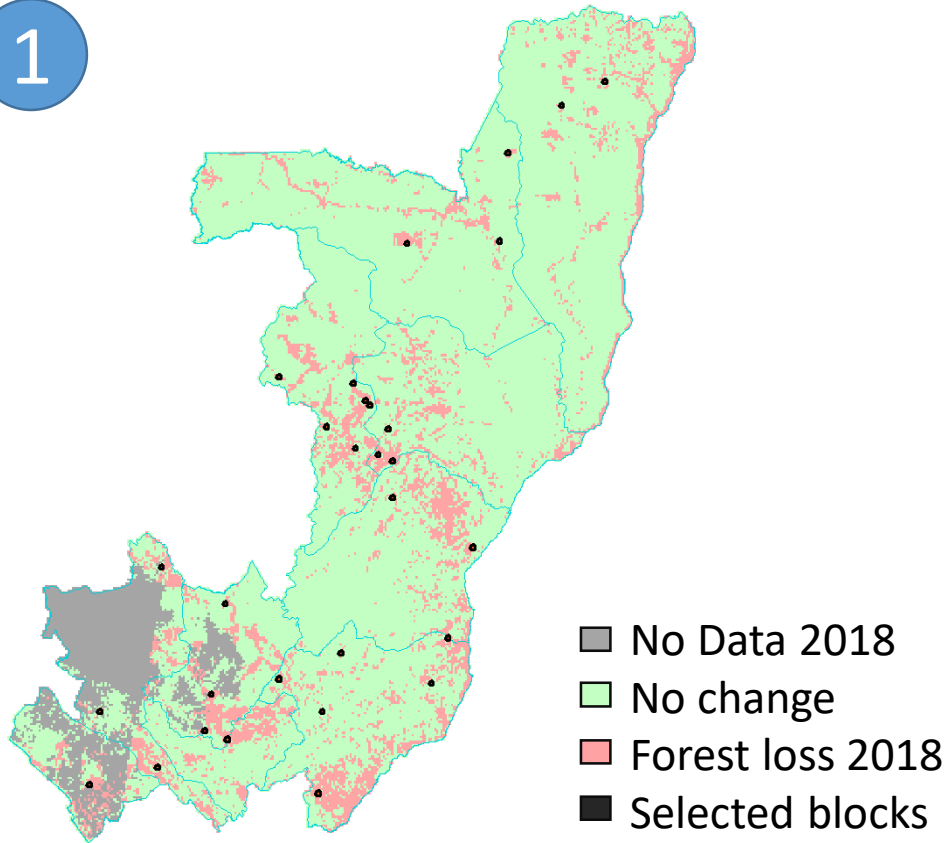 1
No Data 2018
No change
Forest loss 2018
Selected blocks